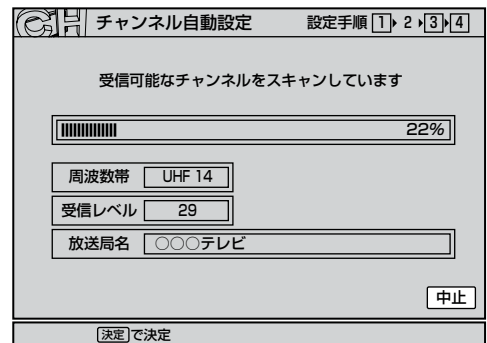 CH チャンネル自動設定 設定手順 1 2 3 4
受信可能なチャンネルをスキャンしています
22%
周波数帯 UHF 14
受信レベル 29
放送局名 ○○○テレビ
中止
決定で決定